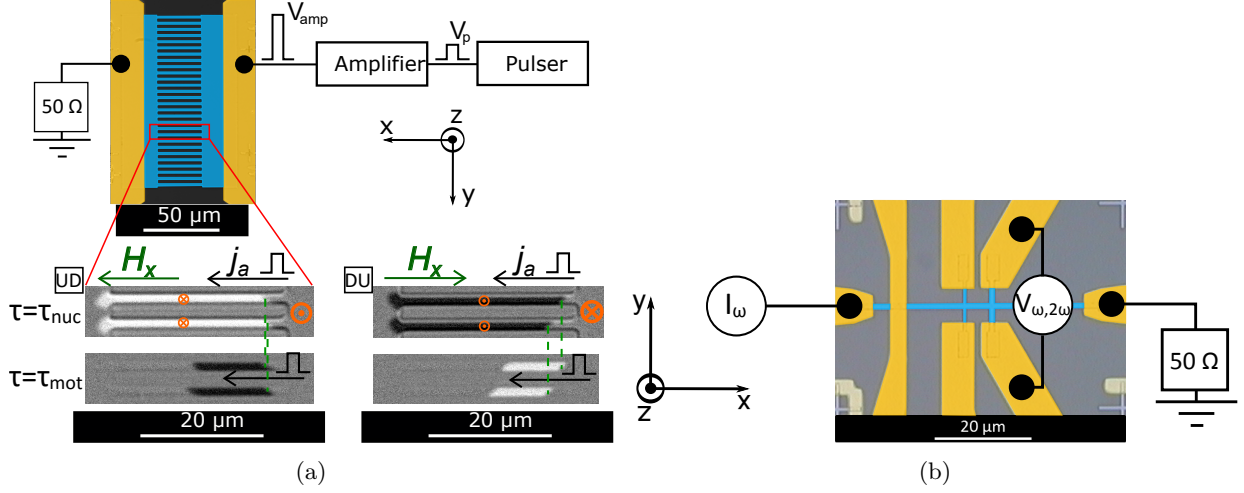 V_amp
V_p
Amplifier
Pulser
50 Ω
x
z
y
50 μm
UD
H_x
j_a
DU
H_x
j_a
τ=τ_nuc
τ=τ_mot
20 μm
20 μm
(a)
y
z
x
I_ω
V_ω,2ω
50 Ω
20 μm
(b)